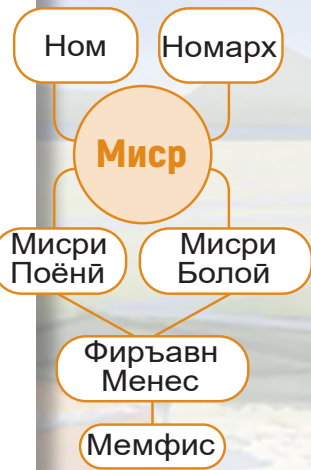 Ном
Номарх
Миср
Мисри
Поёнӣ
Мисри
Болоӣ
Фиръавн
Менес
Мемфис